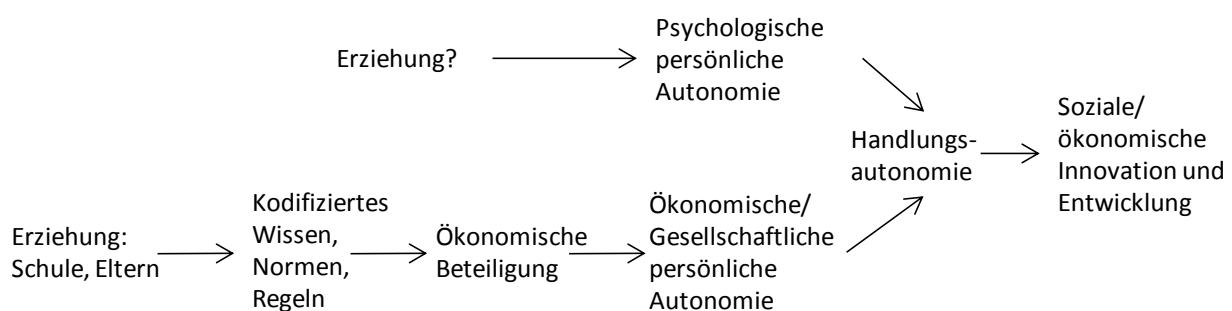 Erziehung?
Psychologische
persönliche
Autonomie
Handlungs-
autonomie
Soziale/
ökonomische
Innovation und
Entwicklung
Erziehung:
Schule, Eltern
Kodifiziertes
Wissen,
Normen,
Regeln
Ökonomische
Beteiligung
Ökonomische/
Gesellschaftliche
persönliche
Autonomie